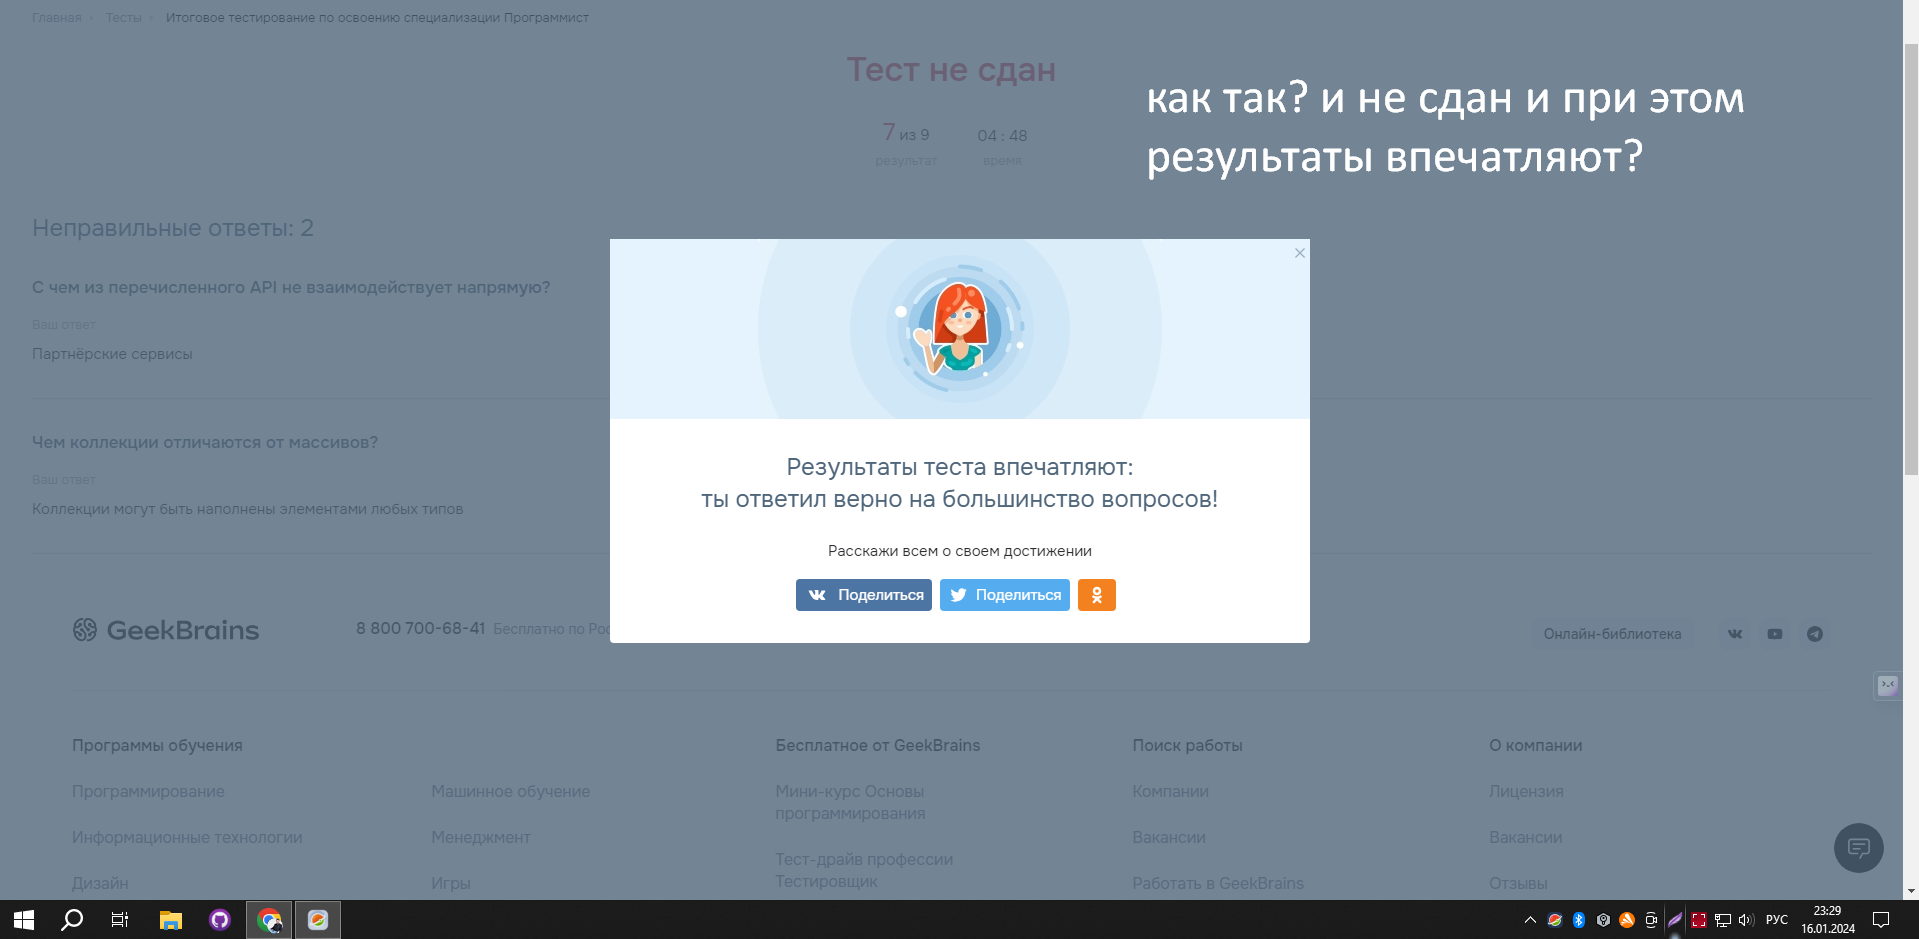 Главная
Тесты
Итоговое тестирование по освоению специализации Программист
Тест не сдан
как так? и не сдан и при этом
результаты впечатляют?
7 из 9
04 : 48
результат
время
Неправильные ответы: 2
С чем из перечисленного API не взаимодействует напрямую?
Ваш ответ
Партнёрские сервисы
Чем коллекции отличаются от массивов?
Ваш ответ
Коллекции могут быть наполнены элементами любых типов
Результаты теста впечатляют:
ты ответил верно на большинство вопросов!
Расскажи всем о своем достижении
Поделиться
Поделиться
GeekBrains
8 800 700-68-41 Бесплатно по Рос
Онлайн-библиотека
Программы обучения
Бесплатное от GeekBrains
Поиск работы
О компании
Программирование
Машинное обучение
Мини-курс Основы
программирования
Компании
Лицензия
Информационные технологии
Менеджмент
Вакансии
Вакансии
Тест-драйв профессии
Тестировщик
Дизайн
Игры
Работать в GeekBrains
Отзывы
РУС
23:29
16.01.2024